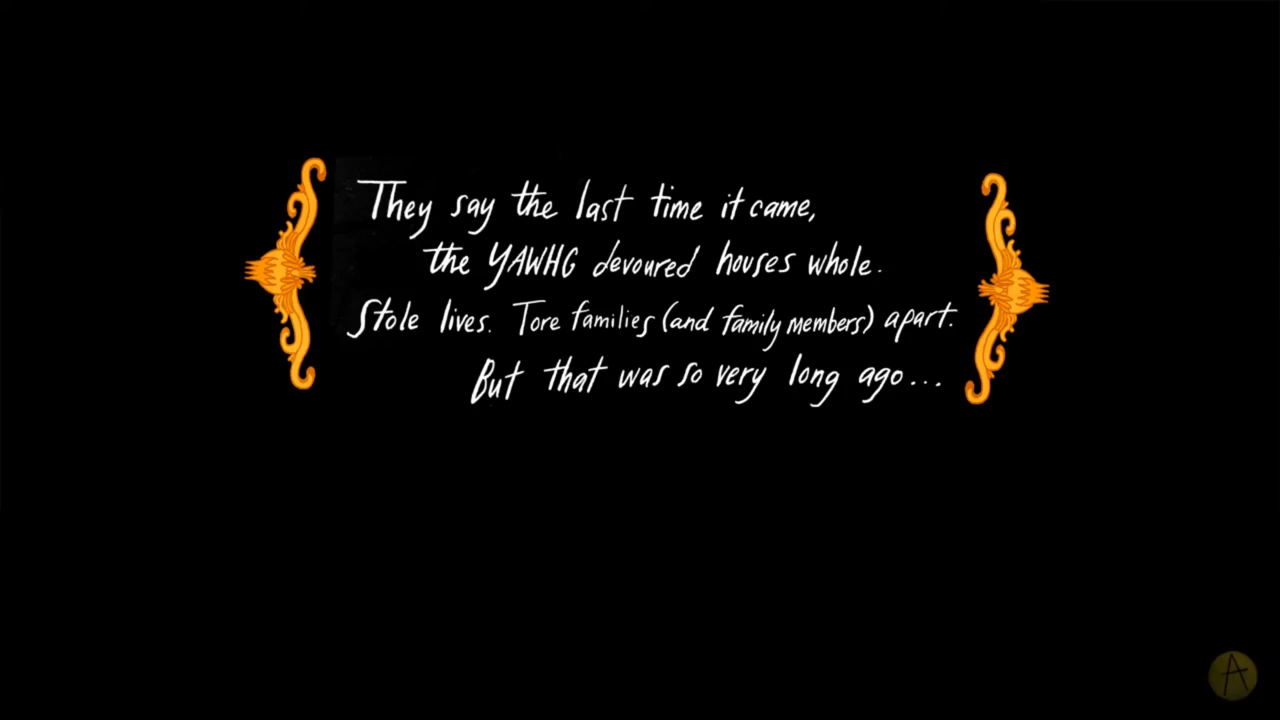 They say the last time it came,
the YAWHG devoured houses whole.
Stole lives. Tore families (and family members) apart.
But that was so very long ago...
A